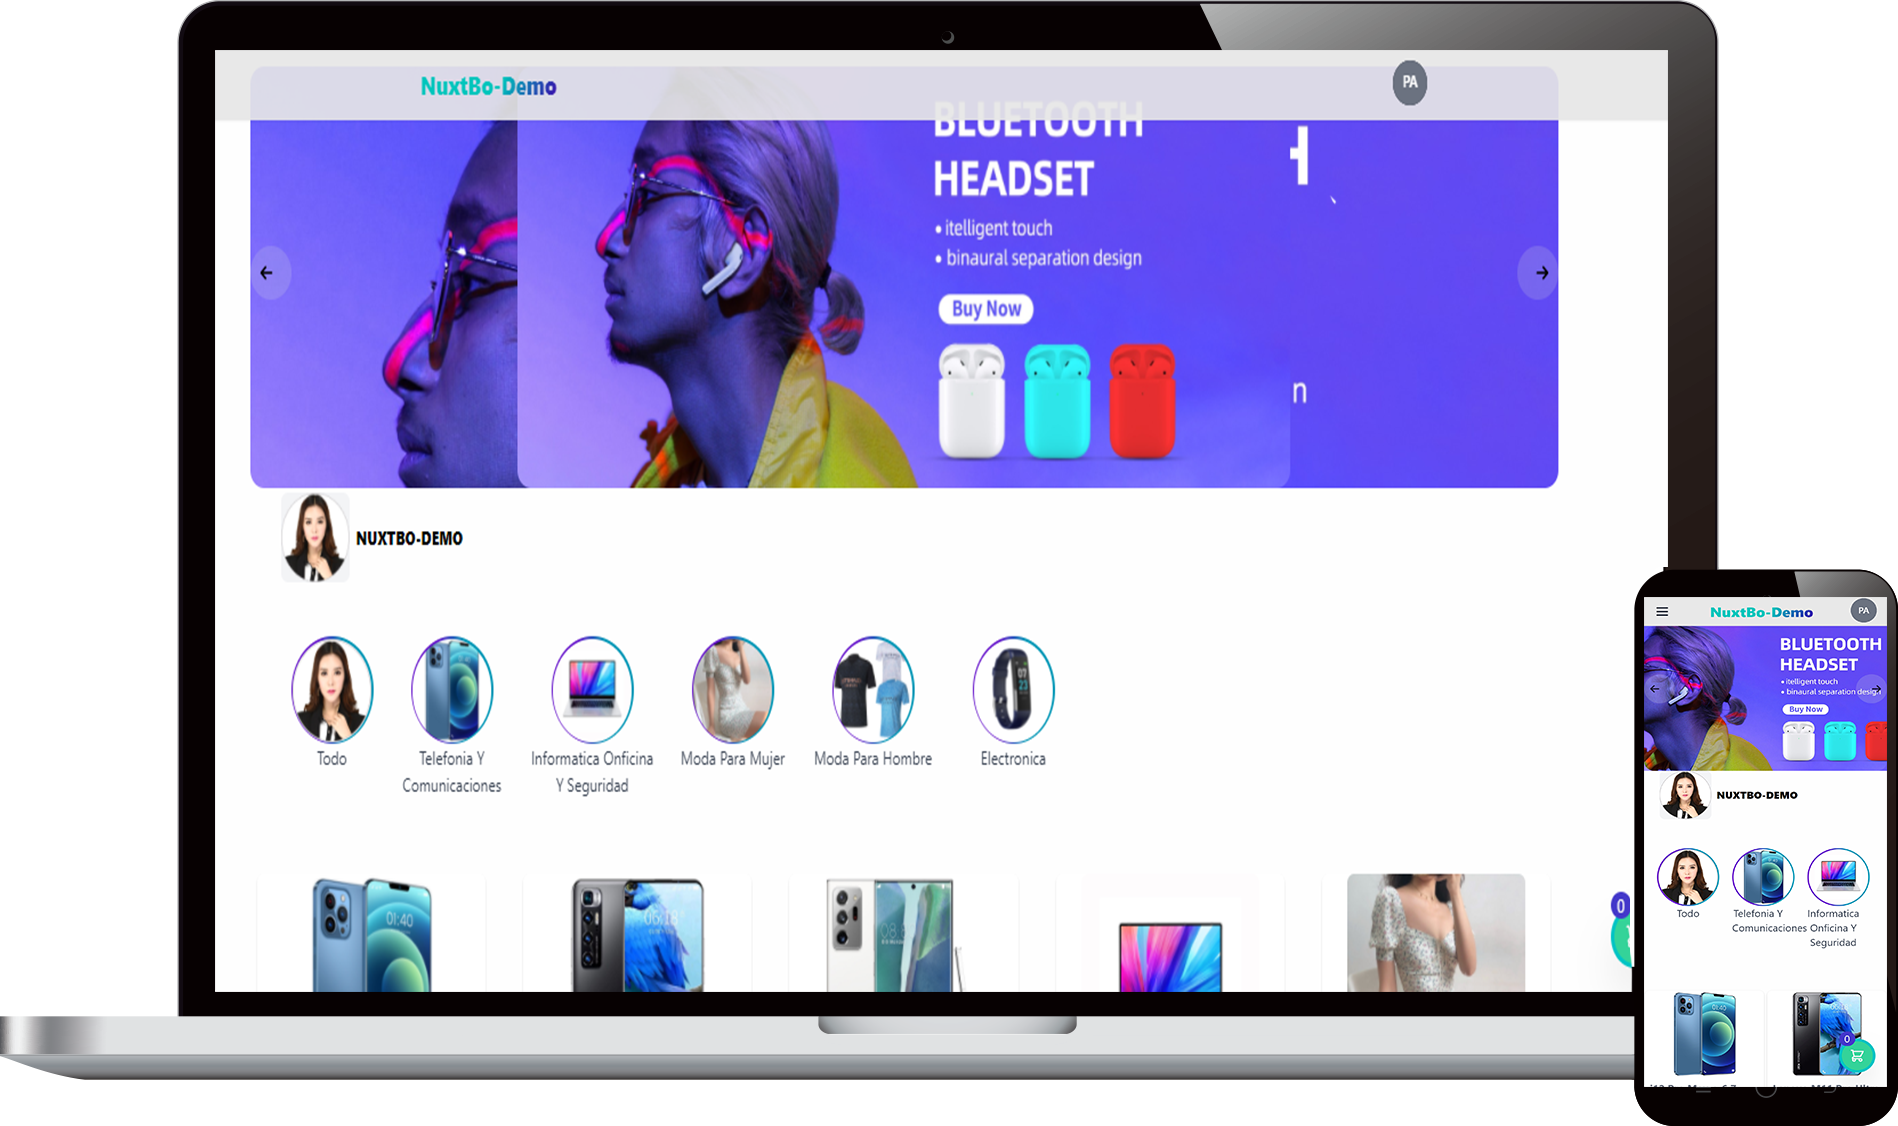 NuxtBo-Demo
PA
BLUETOOTH
HEADSET
• itelligent touch
• binaural separation design
Buy Now
H
n
NUXTBO-DEMO
Todo
Telefonia Y
Comunicaciones
Informatica Onficina
Y Seguridad
Moda Para Mujer
Moda Para Hombre
Electronica
01:40
0
NuxtBo-Demo
PA
BLUETOOTH
HEADSET
• itelligent touch
• binaural separation design
Buy Now
NUXTBO-DEMO
Todo
Telefonia Y
Comunicaciones
Informatica
Onficina Y
Seguridad
0